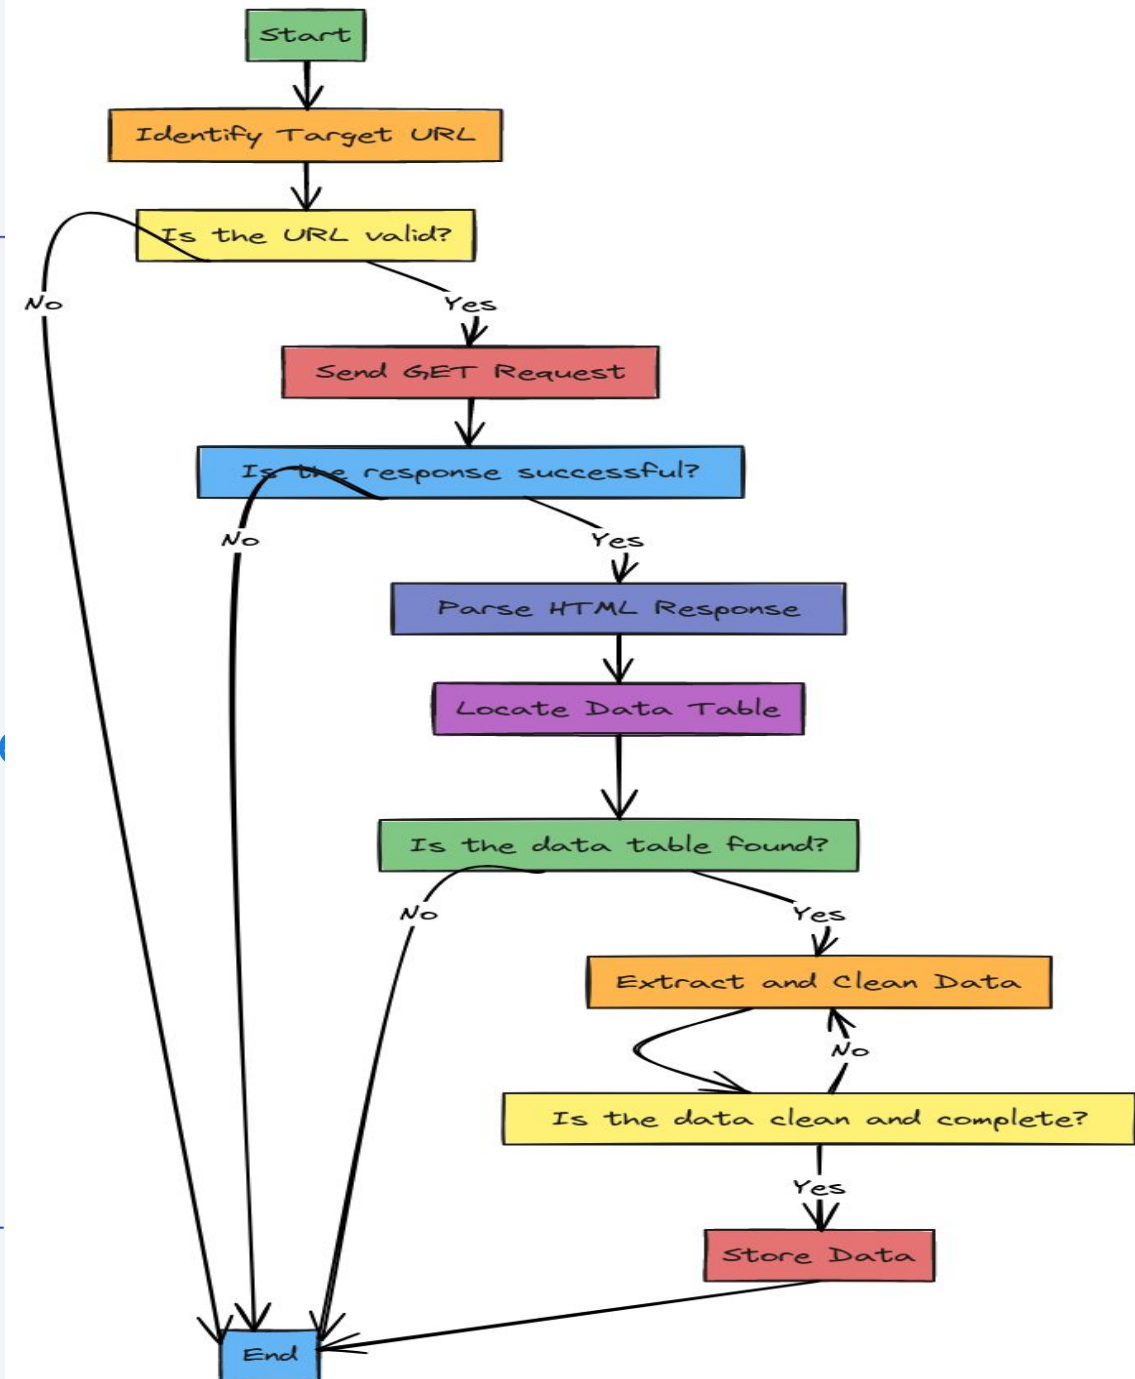 Start
Identify Target URL
Is the URL valid?
No
Yes
Send GET Request
Is the response successful?
No
Yes
Parse HTML Response
Locate Data Table
Is the data table found?
No
Yes
Extract and Clean Data
No
Is the data clean and complete?
Yes
Store Data
End